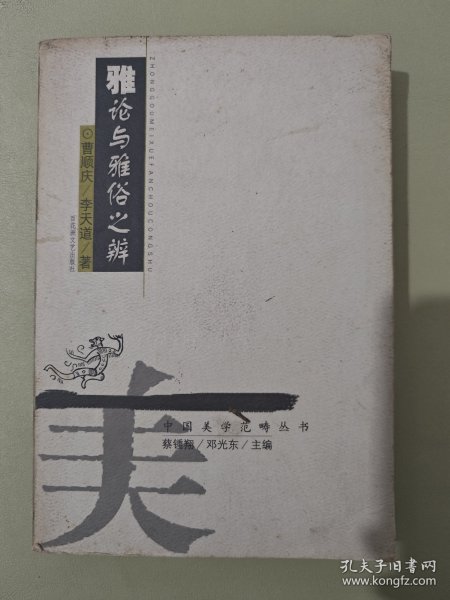 雅论与雅俗之辨
ZHONGGUOMEIXUEFANCHOUCONGSHU
⊙曹顺庆/李天道/著
百花洲文艺出版社
美
中国美学范畴丛书
蔡锺翔/邓光东/主编
孔夫子旧书网
www.kongfz.com